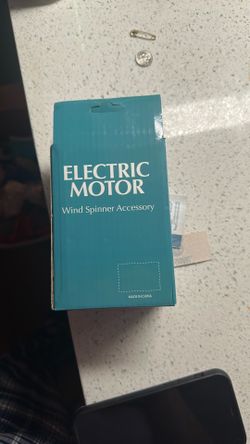 ELECTRIC
MOTOR
Wind Spinner Accessory
MADE IN CHINA